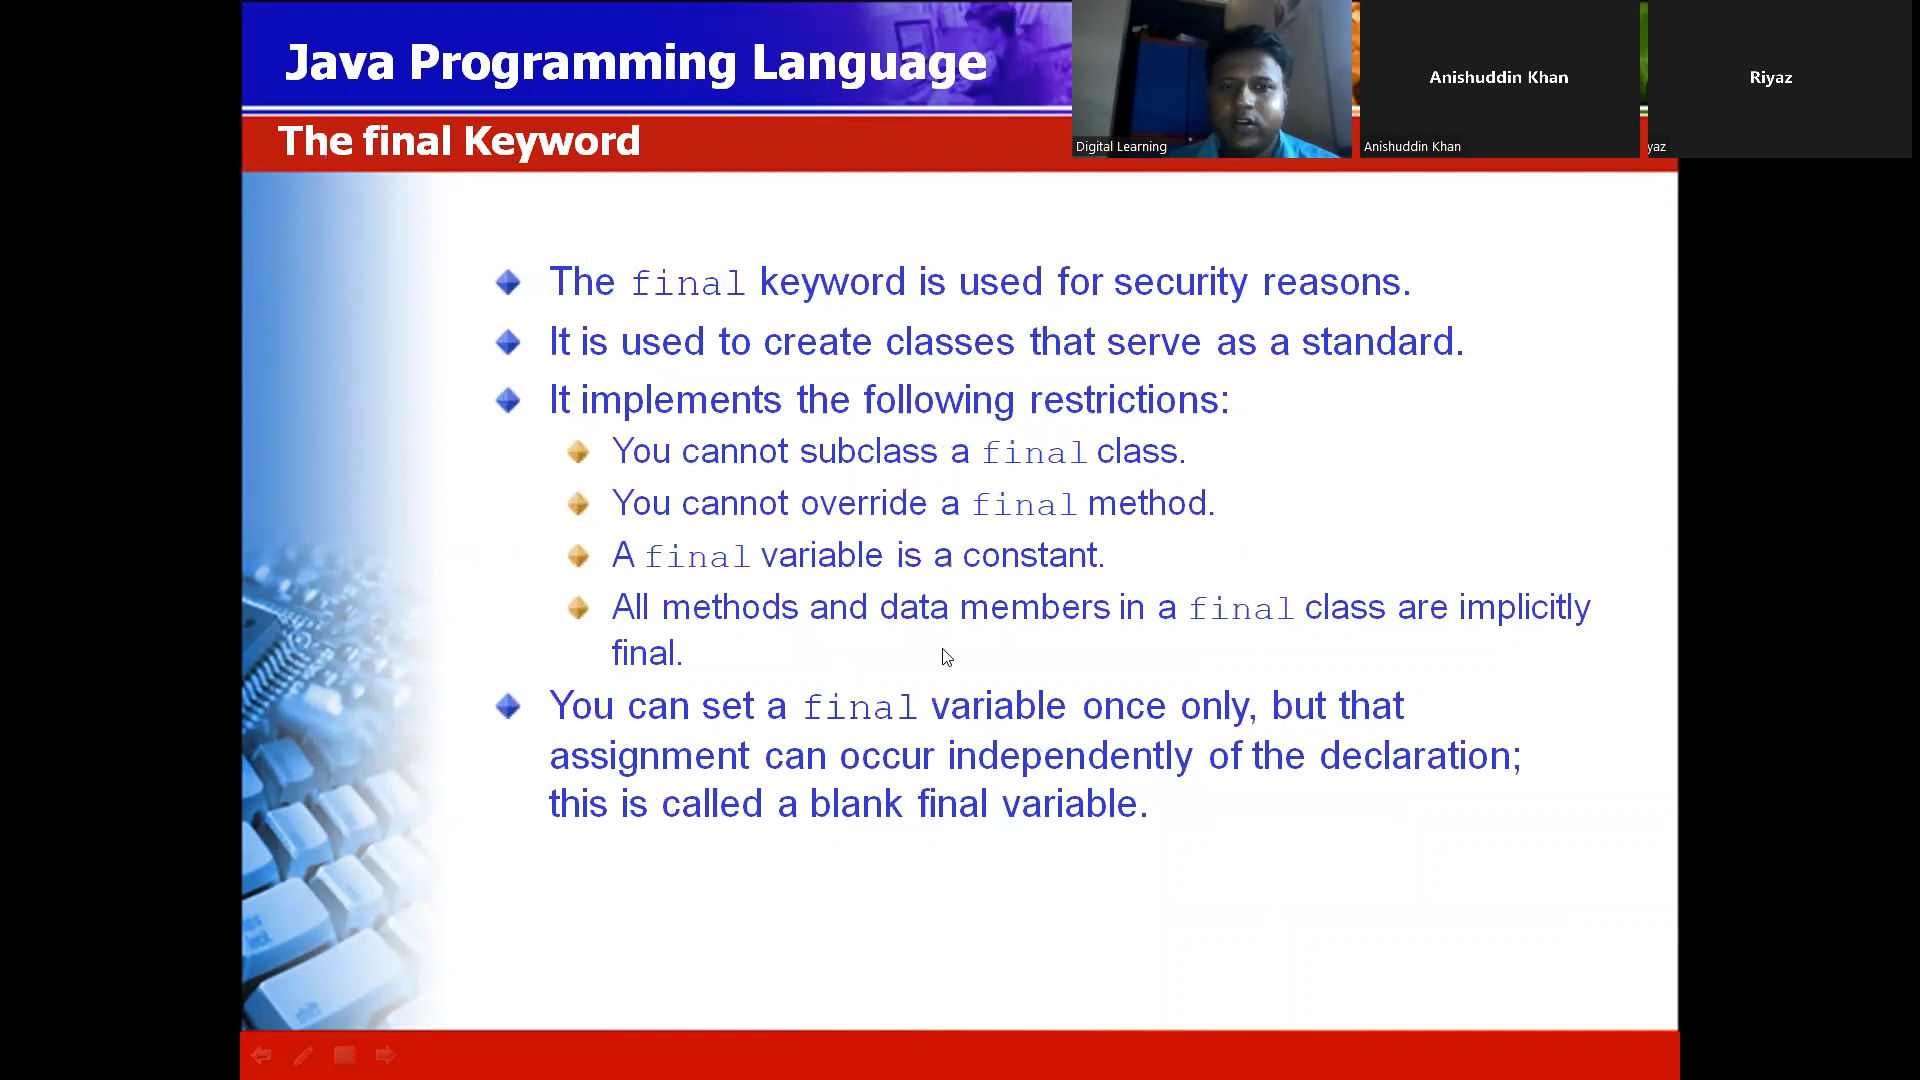 Java Programming Language
The final Keyword
Digital Learning
Anishuddin Khan
Anishuddin Khan
Riyaz
yaz
The final keyword is used for security reasons.
It is used to create classes that serve as a standard.
It implements the following restrictions:
You cannot subclass a final class.
You cannot override a final method.
A final variable is a constant.
All methods and data members in a final class are implicitly
final.
You can set a final variable once only, but that
assignment can occur independently of the declaration;
this is called a blank final variable.